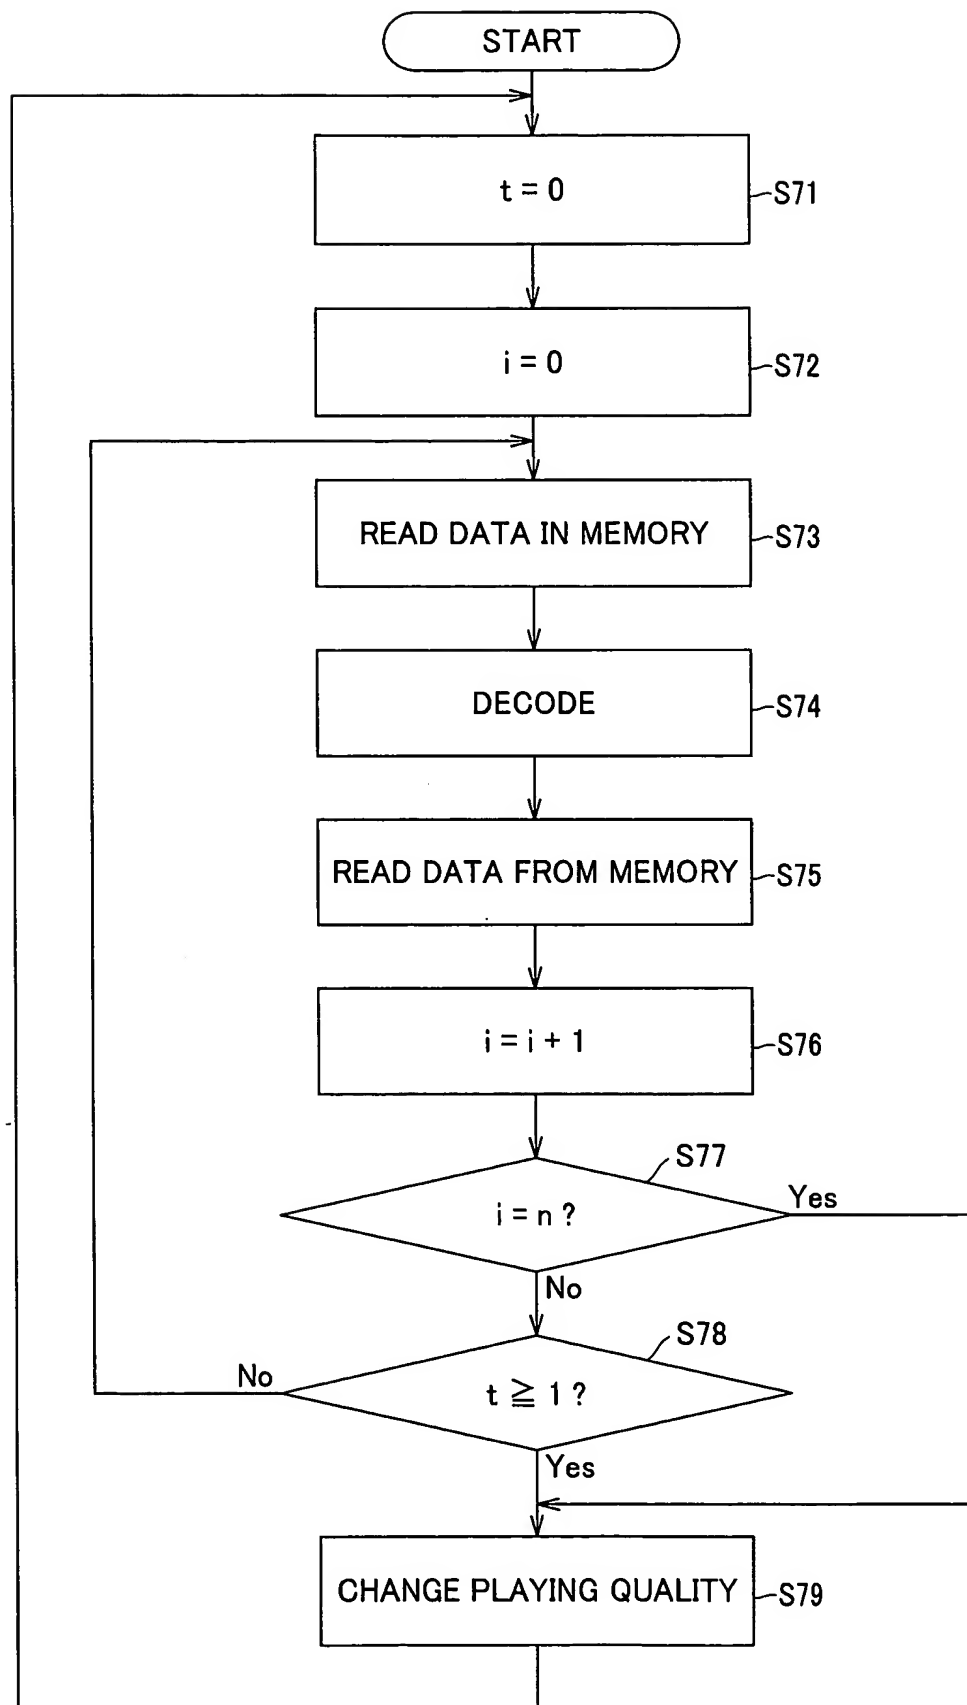 START
t = 0
S71
i = 0
S72
READ DATA IN MEMORY
S73
DECODE
S74
READ DATA FROM MEMORY
S75
i = i + 1
S76
S77
i = n ?
Yes
No
S78
t ≧ 1 ?
No
Yes
CHANGE PLAYING QUALITY
S79